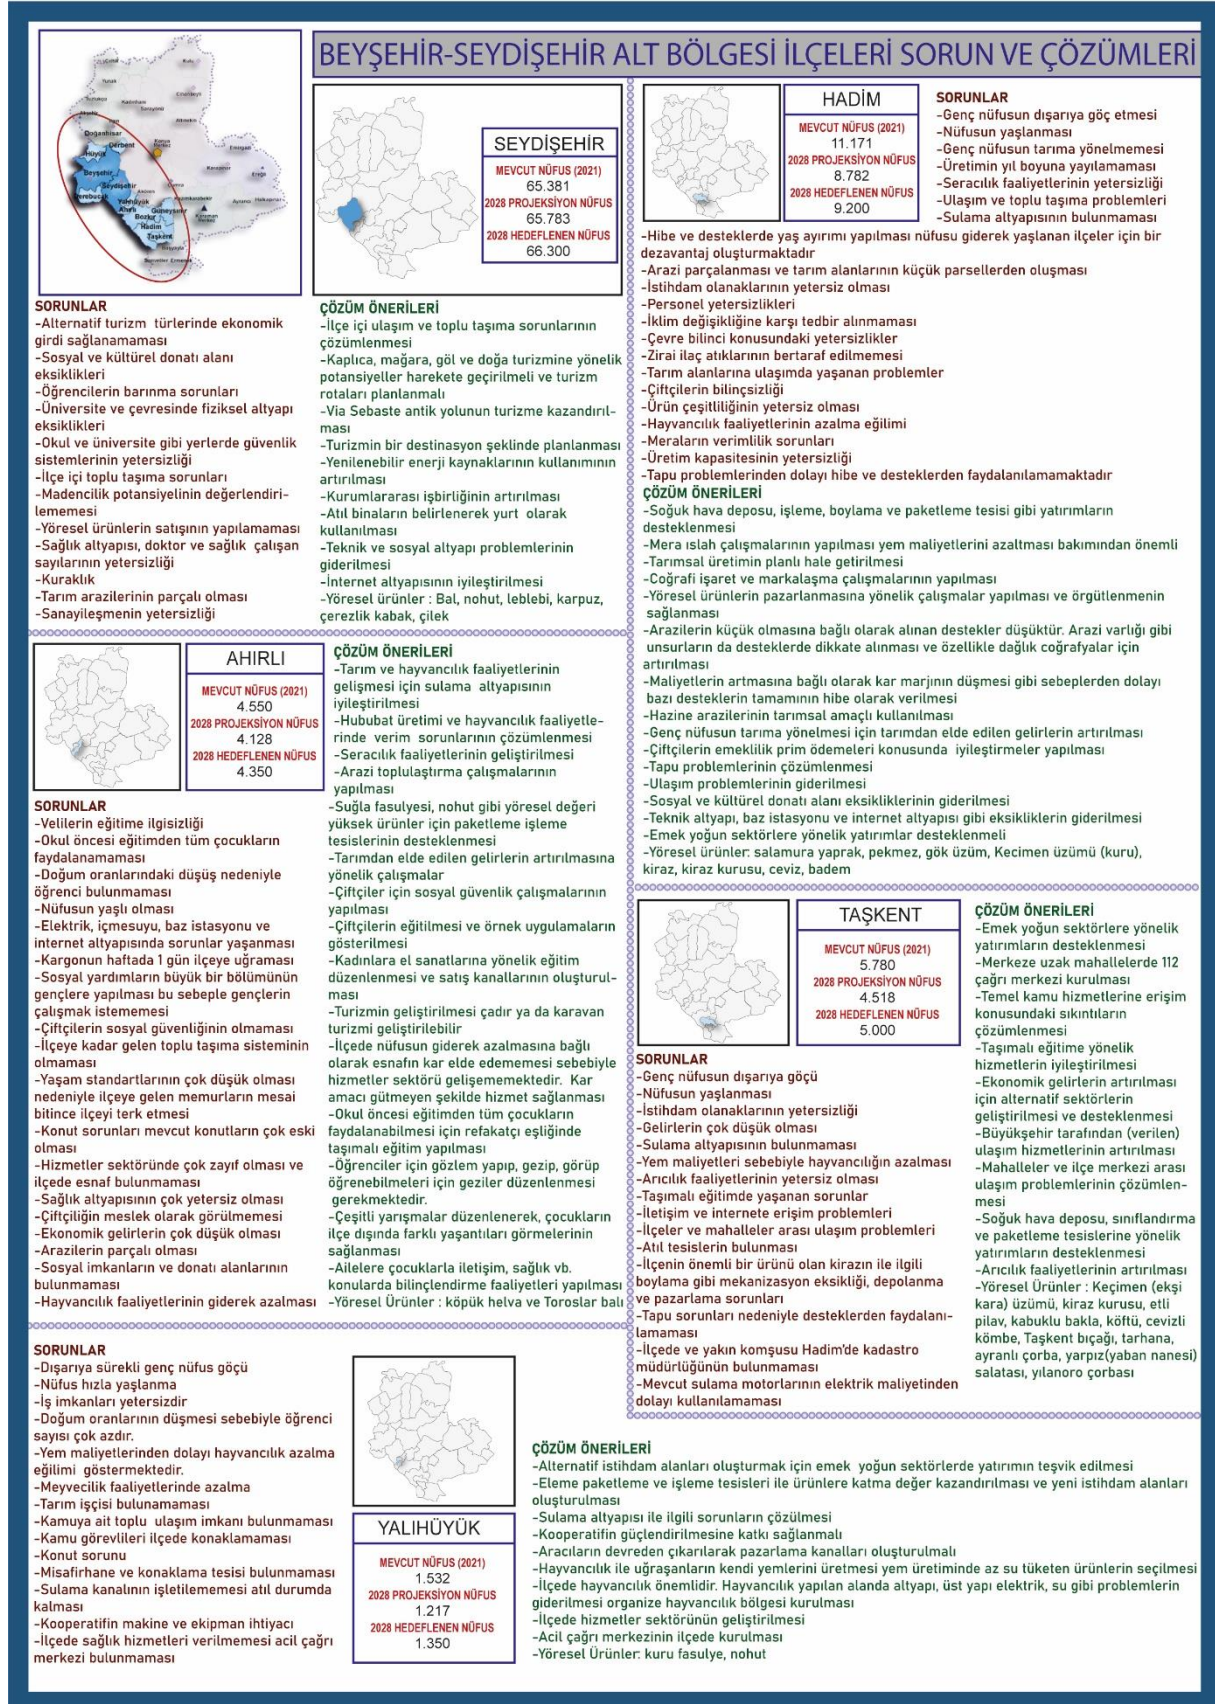 BEYŞEHİR-SEYDİŞEHİR ALT BÖLGESİ İLÇELERİ SORUN VE ÇÖZÜMLERİ
Doğanhisar
Derbent
Hüyük
Beyşehir
Seydişehir
Derebucak
Yalıhüyük
Ahırlı
Bozkır
Güneysınır
Hadim
Taşkent
SEYDİŞEHİR
MEVCUT NÜFUS (2021)
65.381
2028 PROJEKSİYON NÜFUS
65.783
2028 HEDEFLENEN NÜFUS
66.300
SORUNLAR
-Alternatif turizm türlerinde ekonomik
girdi sağlanamaması
-Sosyal ve kültürel donatı alanı
eksiklikleri
-Öğrencilerin barınma sorunları
-Üniversite ve çevresinde fiziksel altyapı
eksiklikleri
-Okul ve üniversite gibi yerlerde güvenlik
sistemlerinin yetersizliği
-İlçe içi toplu taşıma sorunları
-Madencilik potansiyelinin değerlendiri-
lememesi
-Yöresel ürünlerin satışının yapılamaması
-Sağlık altyapısı, doktor ve sağlık çalışan
sayılarının yetersizliği
-Kuraklık
-Tarım arazilerinin parçalı olması
-Sanayileşmenin yetersizliği
ÇÖZÜM ÖNERİLERİ
-İlçe içi ulaşım ve toplu taşıma sorunlarının
çözümlenmesi
-Kaplıca, mağara, göl ve doğa turizmine yönelik
potansiyeller harekete geçirilmeli ve turizm
rotaları planlanmalı
-Via Sebaste antik yolunun turizme kazandırıl-
ması
-Turizmin bir destinasyon şeklinde planlanması
-Yenilenebilir enerji kaynaklarının kullanımının
artırılması
-Kurumlararası işbirliğinin artırılması
-Atıl binaların belirlenerek yurt olarak
kullanılması
-Teknik ve sosyal altyapı problemlerinin
giderilmesi
-İnternet altyapısının iyileştirilmesi
-Yöresel ürünler : Bal, nohut, leblebi, karpuz,
çerezlik kabak, çilek
HADİM
MEVCUT NÜFUS (2021)
11.171
2028 PROJEKSİYON NÜFUS
8.782
2028 HEDEFLENEN NÜFUS
9.200
SORUNLAR
-Genç nüfusun dışarıya göç etmesi
-Nüfusun yaşlanması
-Genç nüfusun tarıma yönelmemesi
-Üretimin yıl boyuna yayılamaması
-Seracılık faaliyetlerinin yetersizliği
-Ulaşım ve toplu taşıma problemleri
-Sulama altyapısının bulunmaması
-Hibe ve desteklerde yaş ayırımı yapılması nüfusu giderek yaşlanan ilçeler için bir
dezavantaj oluşturmaktadır
-Arazi parçalanması ve tarım alanlarının küçük parsellerden oluşması
-İstihdam olanaklarının yetersiz olması
-Personel yetersizlikleri
-İklim değişikliğine karşı tedbir alınmaması
-Çevre bilinci konusundaki yetersizlikler
-Zirai ilaç atıklarının bertaraf edilmemesi
-Tarım alanlarına ulaşımda yaşanan problemler
-Çiftçilerin bilinçsizliği
-Ürün çeşitliliğinin yetersiz olması
-Hayvancılık faaliyetlerinin azalma eğilimi
-Meraların verimlilik sorunları
-Üretim kapasitesinin yetersizliği
-Tapu problemlerinden dolayı hibe ve desteklerden faydalanılamamaktadır
ÇÖZÜM ÖNERİLERİ
-Soğuk hava deposu, işleme, boylama ve paketleme tesisi gibi yatırımların
desteklenmesi
-Mera ıslah çalışmalarının yapılması yem maliyetlerini azaltması bakımından önemli
-Tarımsal üretimin planlı hale getirilmesi
-Coğrafi işaret ve markalaşma çalışmalarının yapılması
-Yöresel ürünlerin pazarlanmasına yönelik çalışmalar yapılması ve örgütlenmenin
sağlanması
-Arazilerin küçük olmasına bağlı olarak alınan destekler düşüktür. Arazi varlığı gibi
unsurların da desteklerde dikkate alınması ve özellikle dağlık coğrafyalar için
artırılması
-Maliyetlerin artmasına bağlı olarak kar marjının düşmesi gibi sebeplerden dolayı
bazı desteklerin tamamının hibe olarak verilmesi
-Hazine arazilerinin tarımsal amaçlı kullanılması
-Genç nüfusun tarıma yönelmesi için tarımdan elde edilen gelirlerin artırılması
-Çiftçilerin emeklilik prim ödemeleri konusunda iyileştirmeler yapılması
-Tapu problemlerinin çözümlenmesi
-Ulaşım problemlerinin giderilmesi
-Sosyal ve kültürel donatı alanı eksikliklerinin giderilmesi
-Teknik altyapı, baz istasyonu ve internet altyapısı gibi eksikliklerin giderilmesi
-Emek yoğun sektörlere yönelik yatırımlar desteklenmeli
-Yöresel ürünler: salamura yaprak, pekmez, gök üzüm, Kecimen üzümü (kuru),
kiraz, kiraz kurusu, ceviz, badem
AHIRLI
MEVCUT NÜFUS (2021)
4.550
2028 PROJEKSİYON NÜFUS
4.128
2028 HEDEFLENEN NÜFUS
4.350
SORUNLAR
-Velilerin eğitime ilgisizliği
-Okul öncesi eğitimden tüm çocukların
faydalanamaması
-Doğum oranlarındaki düşüş nedeniyle
öğrenci bulunmaması
-Nüfusun yaşlı olması
-Elektrik, içmesuyu, baz istasyonu ve
internet altyapısında sorunlar yaşanması
-Kargonun haftada 1 gün ilçeye uğraması
-Sosyal yardımların büyük bir bölümünün
gençlere yapılması bu sebeple gençlerin
çalışmak istememesi
-Çiftçilerin sosyal güvenliğinin olmaması
-İlçeye kadar gelen toplu taşıma sisteminin
olmaması
-Yaşam standartlarının çok düşük olması
nedeniyle ilçeye gelen memurların mesai
bitince ilçeyi terk etmesi
-Konut sorunları mevcut konutların çok eski
olması
-Hizmetler sektöründe çok zayıf olması ve
ilçede esnaf bulunmaması
-Sağlık altyapısının çok yetersiz olması
-Çiftçiliğin meslek olarak görülmemesi
-Ekonomik gelirlerin çok düşük olması
-Arazilerin parçalı olması
-Sosyal imkanların ve donatı alanlarının
bulunmaması
-Hayvancılık faaliyetlerinin giderek azalması
ÇÖZÜM ÖNERİLERİ
-Tarım ve hayvancılık faaliyetlerinin
gelişmesi için sulama altyapısının
iyileştirilmesi
-Hububat üretimi ve hayvancılık faaliyetle-
rinde verim sorunlarının çözümlenmesi
-Seracılık faaliyetlerinin geliştirilmesi
-Arazi toplulaştırma çalışmalarının
yapılması
-Suğla fasulyesi, nohut gibi yöresel değeri
yüksek ürünler için paketleme işleme
tesislerinin desteklenmesi
-Tarımdan elde edilen gelirlerin artırılmasına
yönelik çalışmalar
-Çiftçiler için sosyal güvenlik çalışmalarının
yapılması
-Çiftçilerin eğitilmesi ve örnek uygulamaların
gösterilmesi
-Kadınlara el sanatlarına yönelik eğitim
düzenlenmesi ve satış kanallarının oluşturul-
ması
-Turizmin geliştirilmesi çadır ya da karavan
turizmi geliştirilebilir
-İlçede nüfusun giderek azalmasına bağlı
olarak esnafın kar elde edememesi sebebiyle
hizmetler sektörü gelişememektedir. Kar
amacı gütmeyen şekilde hizmet sağlanması
-Okul öncesi eğitimden tüm çocukların
faydalanabilmesi için refakatçı eşliğinde
taşımalı eğitim yapılması
-Öğrenciler için gözlem yapıp, gezip, görüp
öğrenebilmeleri için geziler düzenlenmesi
gerekmektedir.
-Çeşitli yarışmalar düzenlenerek, çocukların
ilçe dışında farklı yaşantıları görmelerinin
sağlanması
-Ailelere çocuklarla iletişim, sağlık vb.
konularda bilinçlendirme faaliyetleri yapılması
-Yöresel Ürünler : köpük helva ve Toroslar balı
TAŞKENT
MEVCUT NÜFUS (2021)
5.780
2028 PROJEKSİYON NÜFUS
4.518
2028 HEDEFLENEN NÜFUS
5.000
SORUNLAR
-Genç nüfusun dışarıya göçü
-Nüfusun yaşlanması
-İstihdam olanaklarının yetersizliği
-Gelirlerin çok düşük olması
-Sulama altyapısının bulunmaması
-Yem maliyetleri sebebiyle hayvancılığın azalması
-Arıcılık faaliyetlerinin yetersiz olması
-Taşımalı eğitimde yaşanan sorunlar
-İletişim ve internete erişim problemleri
-İlçeler ve mahalleler arası ulaşım problemleri
-Atıl tesislerin bulunması
-İlçenin önemli bir ürünü olan kirazın ile ilgili
boylama gibi mekanizasyon eksikliği, depolanma
ve pazarlama sorunları
-Tapu sorunları nedeniyle desteklerden faydalanı-
lamaması
-İlçede ve yakın komşusu Hadim'de kadastro
müdürlüğünün bulunmaması
-Mevcut sulama motorlarının elektrik maliyetinden
dolayı kullanılamaması
ÇÖZÜM ÖNERİLERİ
-Emek yoğun sektörlere yönelik
yatırımların desteklenmesi
-Merkeze uzak mahallelerde 112
çağrı merkezi kurulması
-Temel kamu hizmetlerine erişim
konusundaki sıkıntıların
çözümlenmesi
-Taşımalı eğitime yönelik
hizmetlerin iyileştirilmesi
-Ekonomik gelirlerin artırılması
için alternatif sektörlerin
geliştirilmesi ve desteklenmesi
-Büyükşehir tarafından (verilen)
ulaşım hizmetlerinin artırılması
-Mahalleler ve ilçe merkezi arası
ulaşım problemlerinin çözümlen-
mesi
-Soğuk hava deposu, sınıflandırma
ve paketleme tesislerine yönelik
yatırımların desteklenmesi
-Arıcılık faaliyetlerinin artırılması
-Yöresel Ürünler : Keçimen (ekşi
kara) üzümü, kiraz kurusu, etli
pilav, kabuklu bakla, köftü, cevizli
kömbe, Taşkent bıçağı, tarhana,
ayranlı çorba, yarpız(yaban nanesi)
salatası, yılanoro çorbası
SORUNLAR
-Dışarıya sürekli genç nüfus göçü
-Nüfus hızla yaşlanma
-İş imkanları yetersizdir
-Doğum oranlarının düşmesi sebebiyle öğrenci
sayısı çok azdır.
-Yem maliyetlerinden dolayı hayvancılık azalma
eğilimi göstermektedir.
-Meyvecilik faaliyetlerinde azalma
-Tarım işçisi bulunamaması
-Kamuya ait toplu ulaşım imkanı bulunmaması
-Kamu görevlileri ilçede konaklamaması
-Konut sorunu
-Misafirhane ve konaklama tesisi bulunmaması
-Sulama kanalının işletilememesi atıl durumda
kalması
-Kooperatifin makine ve ekipman ihtiyacı
-İlçede sağlık hizmetleri verilmemesi acil çağrı
merkezi bulunmaması
YALIHÜYÜK
MEVCUT NÜFUS (2021)
1.532
2028 PROJEKSİYON NÜFUS
1.217
2028 HEDEFLENEN NÜFUS
1.350
ÇÖZÜM ÖNERİLERİ
-Alternatif istihdam alanları oluşturmak için emek yoğun sektörlerde yatırımın teşvik edilmesi
-Eleme paketleme ve işleme tesisleri ile ürünlere katma değer kazandırılması ve yeni istihdam alanları
oluşturulması
-Sulama altyapısı ile ilgili sorunların çözülmesi
-Kooperatifin güçlendirilmesine katkı sağlanmalı
-Aracıların devreden çıkarılarak pazarlama kanalları oluşturulmalı
-Hayvancılık ile uğraşanların kendi yemlerini üretmesi yem üretiminde az su tüketen ürünlerin seçilmesi
-İlçede hayvancılık önemlidir. Hayvancılık yapılan alanda altyapı, üst yapı elektrik, su gibi problemlerin
giderilmesi organize hayvancılık bölgesi kurulması
-İlçede hizmetler sektörünün geliştirilmesi
-Acil çağrı merkezinin ilçede kurulması
-Yöresel Ürünler: kuru fasulye, nohut